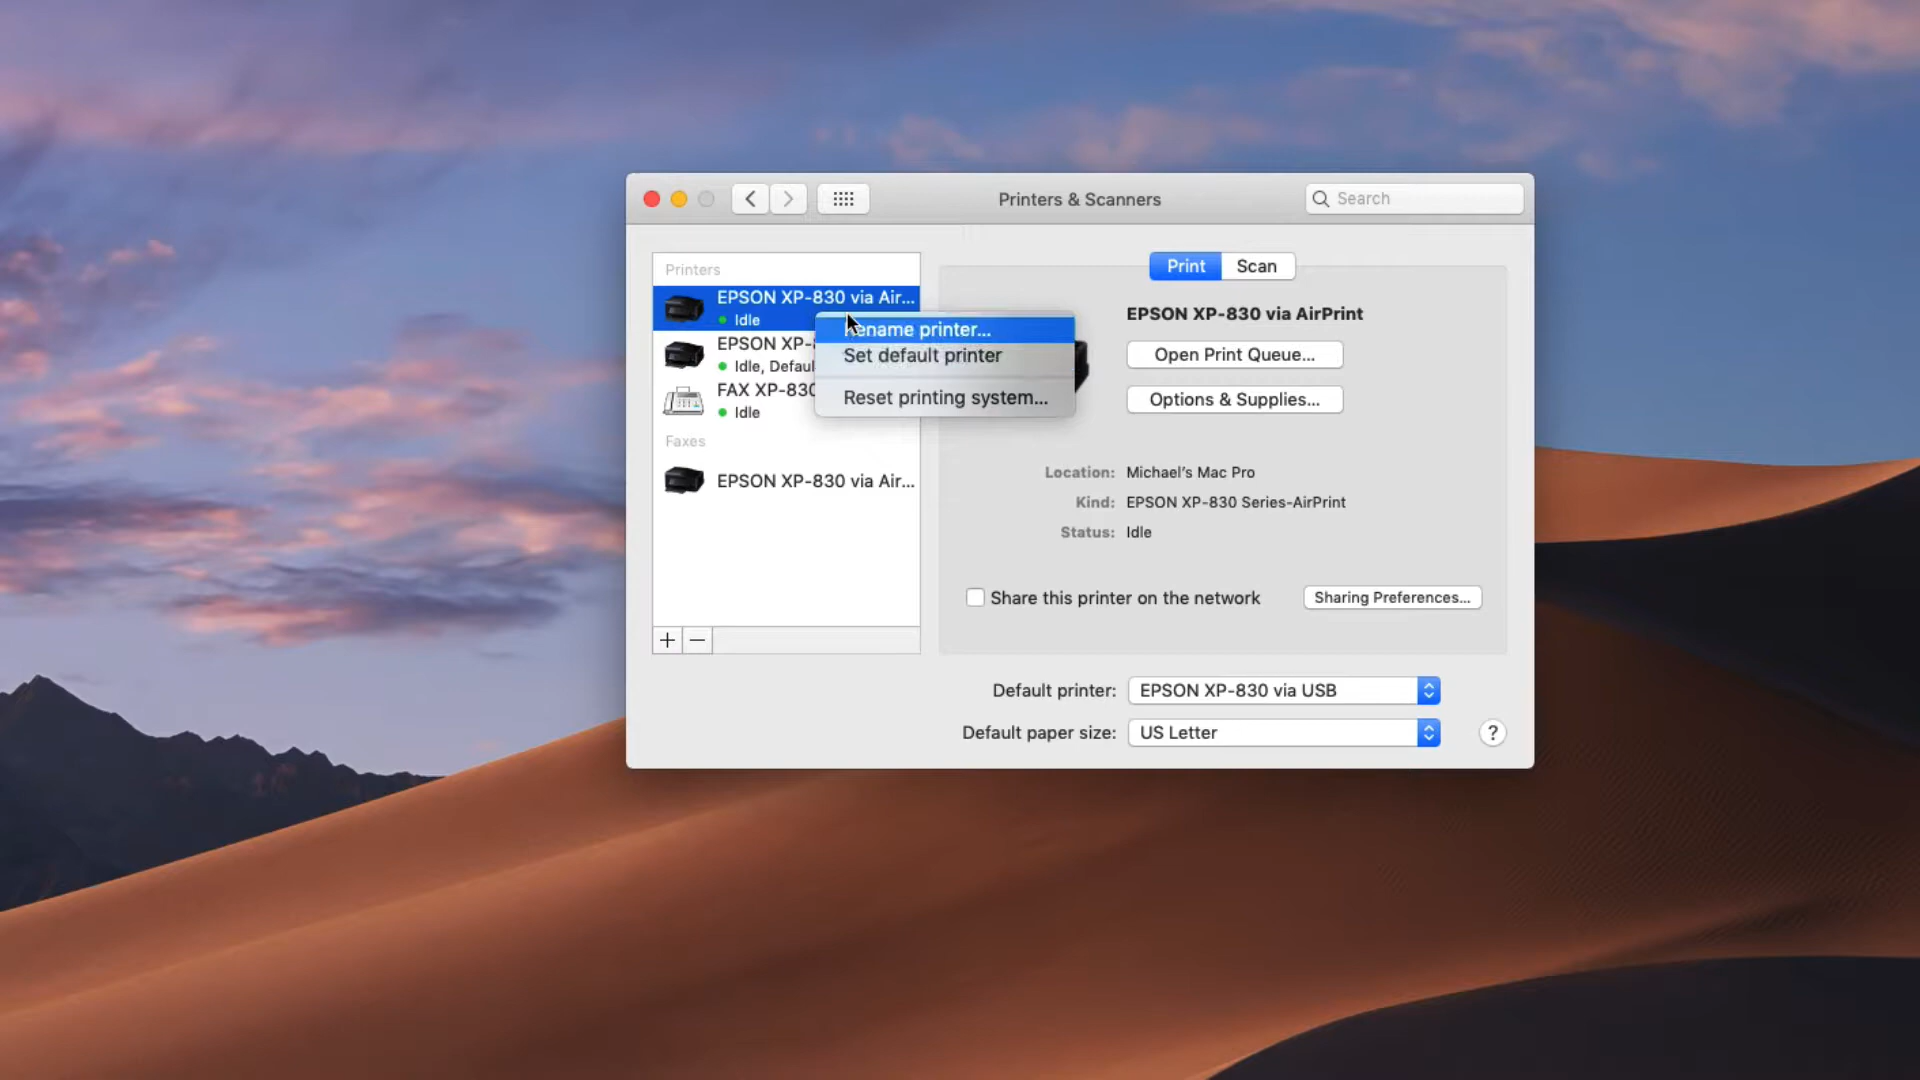 Printers & Scanners
Search
Printers
EPSON XP-830 via Air...
Idle
EPSON XP-
Idle, Defaul
FAX XP-830
Idle
Faxes
EPSON XP-830 via Air...
Rename printer...
Set default printer
Reset printing system...
Print
Scan
EPSON XP-830 via AirPrint
Open Print Queue...
Options & Supplies...
Location: Michael's Mac Pro
Kind: EPSON XP-830 Series-AirPrint
Status: Idle
Share this printer on the network
Sharing Preferences...
Default printer: EPSON XP-830 via USB
Default paper size: US Letter
?